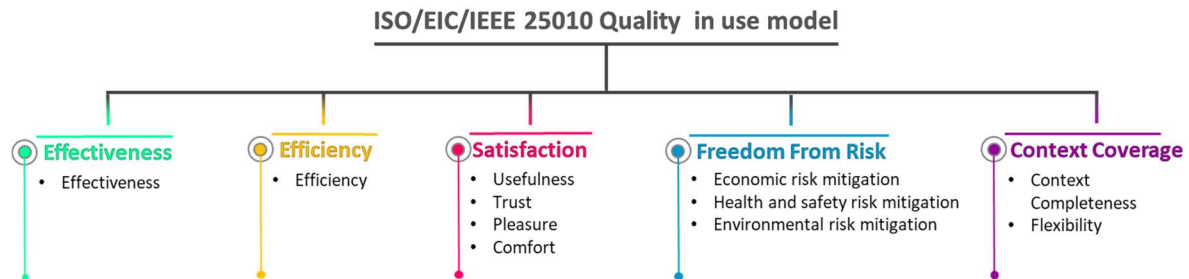 ISO/EIC/IEEE 25010 Quality in use model
Effectiveness
• Effectiveness
Efficiency
• Efficiency
Satisfaction
• Usefulness
• Trust
• Pleasure
• Comfort
Freedom From Risk
• Economic risk mitigation
• Health and safety risk mitigation
• Environmental risk mitigation
Context Coverage
• Context
Completeness
• Flexibility